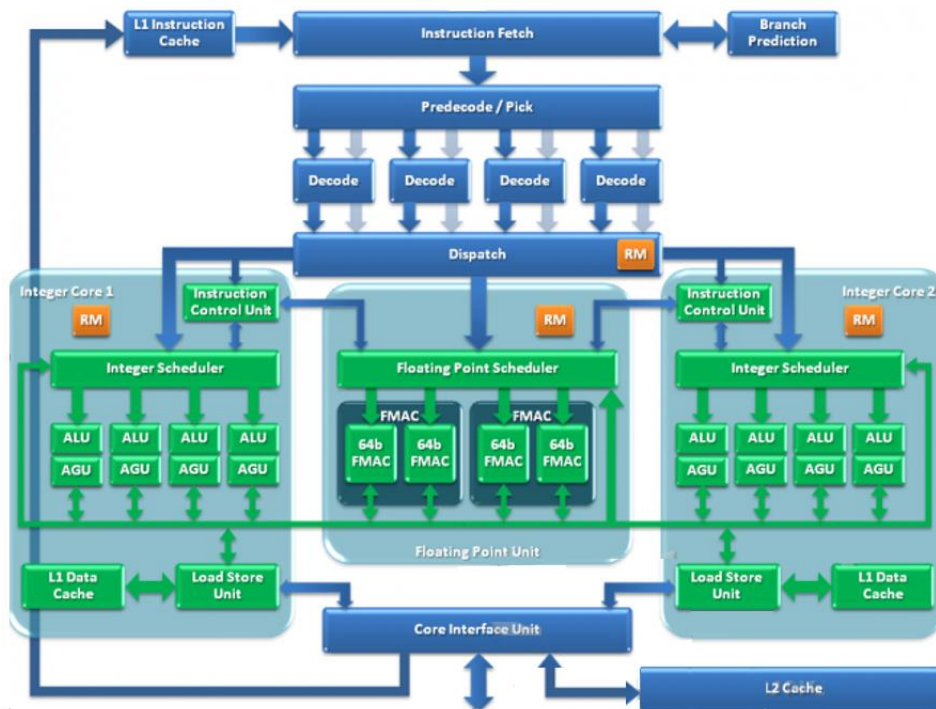 L1 Instruction
Cache
Instruction Fetch
Branch
Prediction
Predecode / Pick
Decode
Decode
Decode
Decode
Dispatch
RM
Integer Core 1
RM
Instruction
Control Unit
RM
Instruction
Control Unit
Integer Core 2
RM
Integer Scheduler
Floating Point Scheduler
Integer Scheduler
FMAC
FMAC
ALU
ALU
ALU
ALU
64b
FMAC
64b
FMAC
64b
FMAC
64b
FMAC
ALU
ALU
ALU
ALU
AGU
AGU
AGU
AGU
AGU
AGU
AGU
AGU
Floating Point Unit
L1 Data
Cache
Load Store
Unit
Load Store
Unit
L1 Data
Cache
Core Interface Unit
L2 Cache